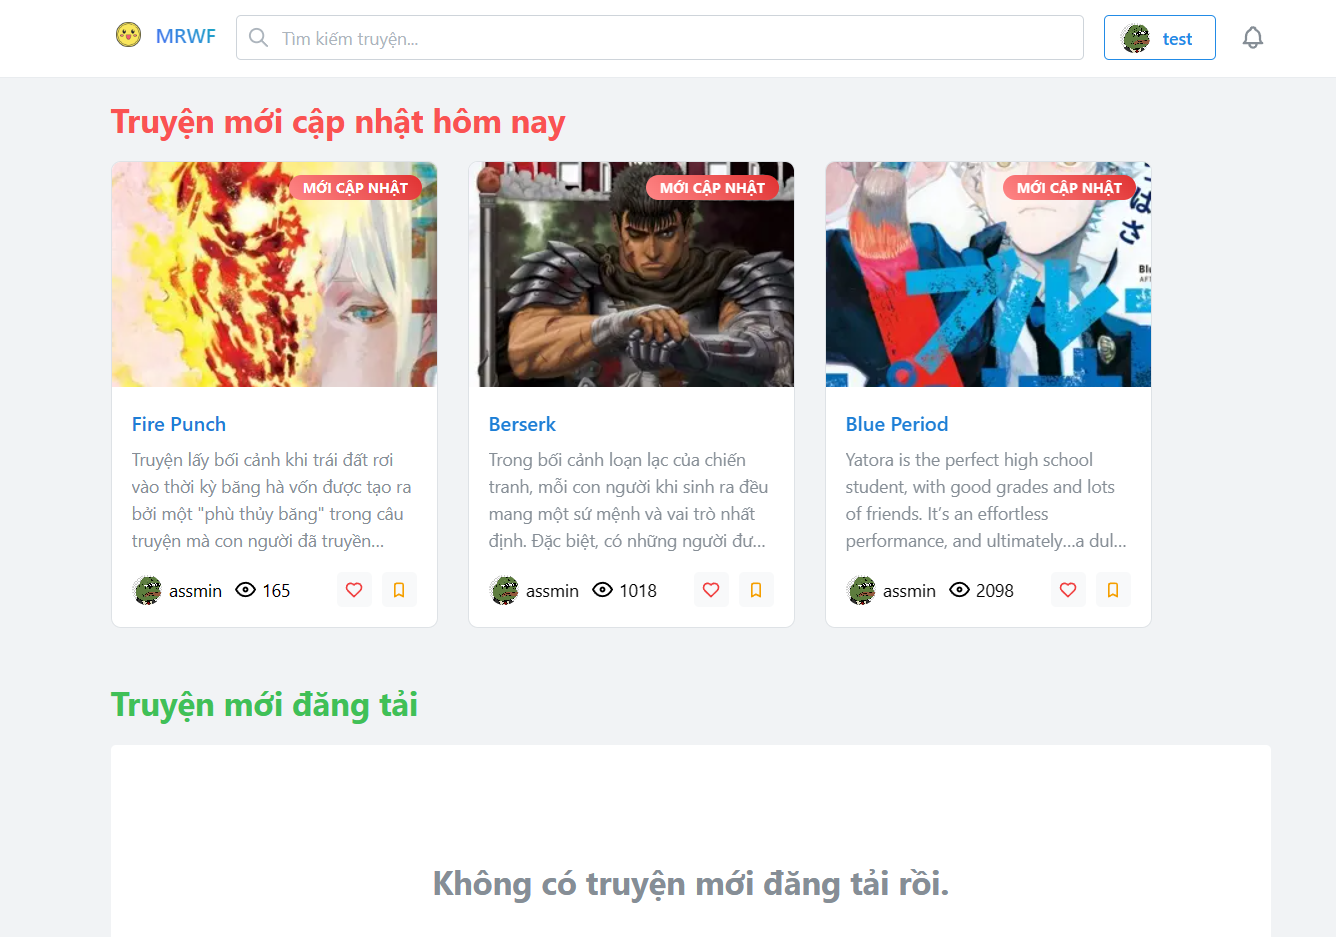 MRWF
Tìm kiếm truyện...
test
Truyện mới cập nhật hôm nay
MỚI CẬP NHẬT
MỚI CẬP NHẬT
MỚI CẬP NHẬT
Fire Punch
Truyện lấy bối cảnh khi trái đất rơi
vào thời kỳ băng hà vốn được tạo ra
bởi một "phù thủy băng" trong câu
truyện mà con người đã truyền...
assmin
165
Berserk
Trong bối cảnh loạn lạc của chiến
tranh, mỗi con người khi sinh ra đều
mang một sứ mệnh và vai trò nhất
định. Đặc biệt, có những người đư...
assmin
1018
Blue Period
Yatora is the perfect high school
student, with good grades and lots
of friends. It’s an effortless
performance, and ultimately...a dul...
assmin
2098
Truyện mới đăng tải
Không có truyện mới đăng tải rồi.